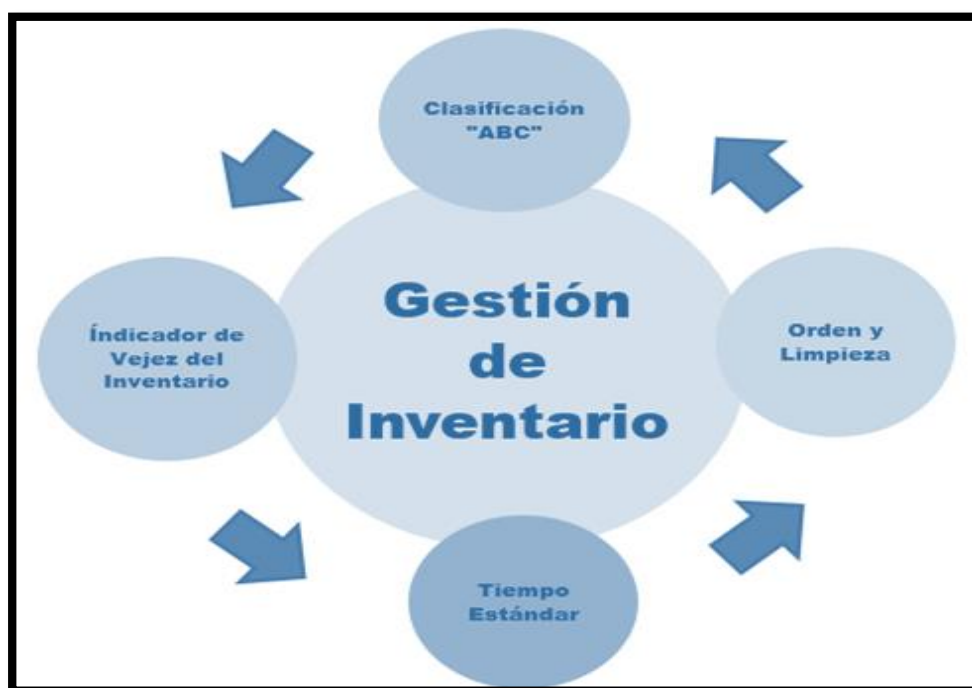 Clasificación
"ABC"
Gestión
de
Inventario
Índicador de
Vejez del
Inventario
Orden y
Limpieza
Tiempo
Estándar